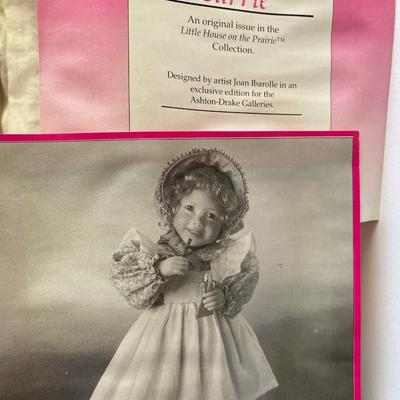 An original issue in the
Little House on the Prairie™
Collection.
Designed by artist Joan Ibarolle in an
exclusive edition for the
Ashton-Drake Galleries.